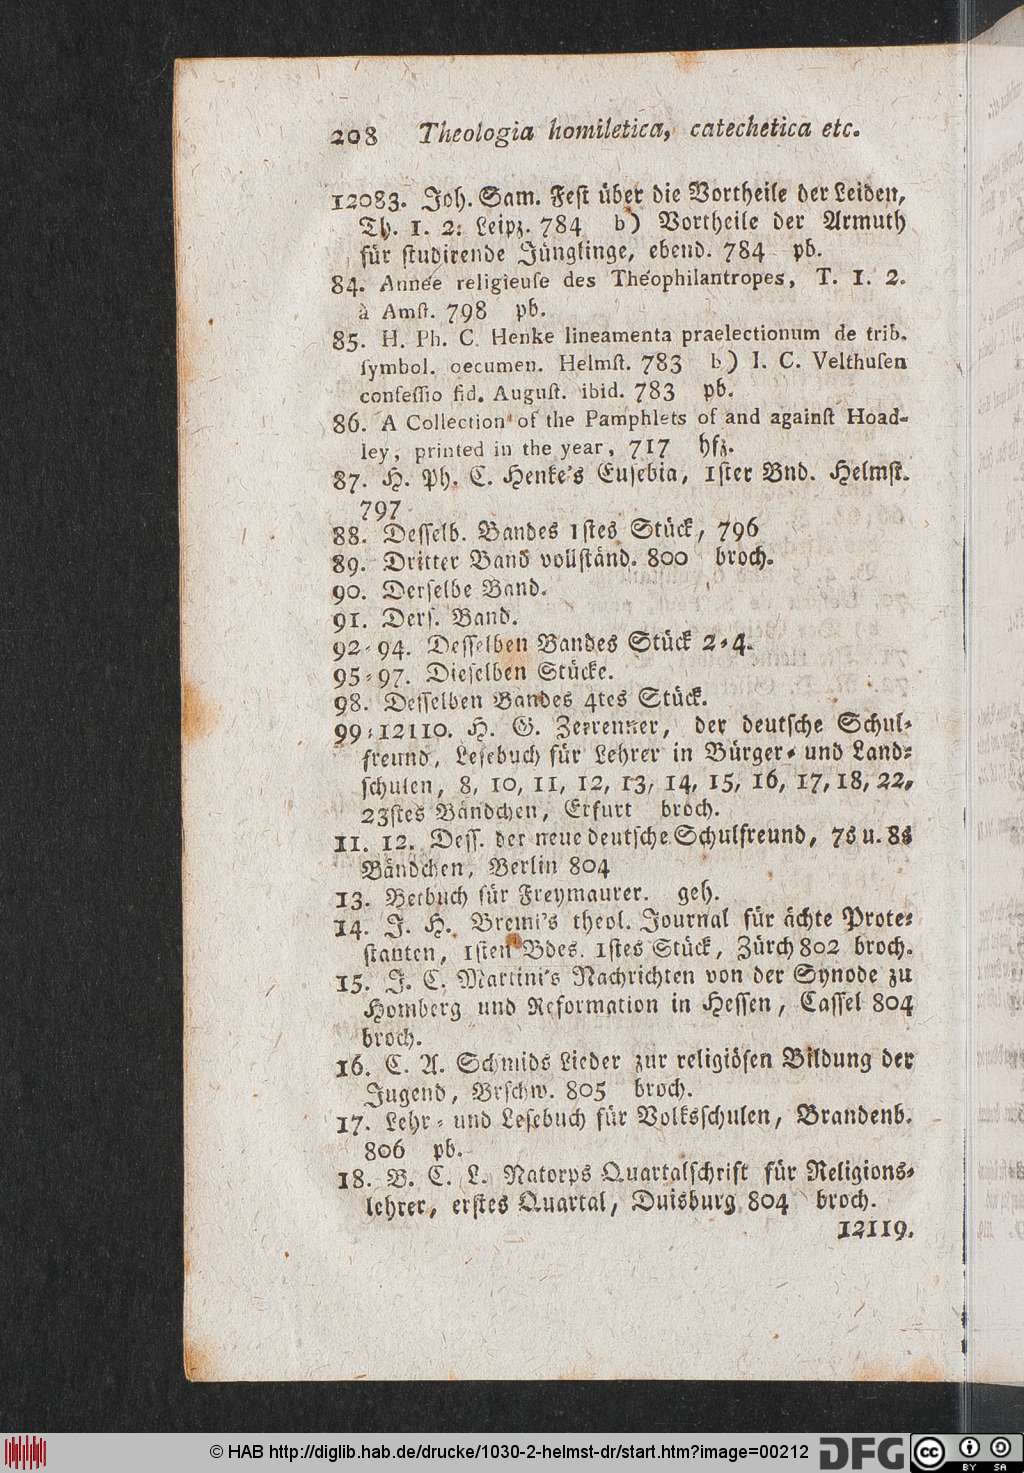 208 Theologia homiletica, catechetica etc.
12083. Joh. Sam. Fest über die Vortheile der Leiden,
Th. 1. 2. Leipz. 784 b) Vortheile der Armuth
für studirende Jünglinge, ebend. 784 pb.
84. Année religieuſe des Théophilantropes, T. 1. 2.
à Amſt. 798 pb.
85. H. Ph. C. Henke lineamenta praelectionum de trib.
ſymbol. oecumen. Helmſt. 783 b) I. C. Velthuſen
confeſſio fid. Auguſt. ibid. 783 pb.
86. A Collection of the Pamphlets of and againſt Hoad-
ley, printed in the year, 717 hfz.
87. H. Ph. C. Henke's Euſebia, 1ſter Bnd. Helmſt.
797
88. Deſſelb. Bandes 1ſtes Stück, 796
89. Dritter Band vollſtänd. 800 broch.
90. Derſelbe Band.
91. Derſ. Band.
92-94. Deſſelben Bandes Stück 2-4.
95-97. Dieſelben Stücke.
98. Deſſelben Bandes 4tes Stück.
99-12110. H. G. Zerrenner, der deutſche Schul-
freund, Leſebuch für Lehrer in Bürger- und Land-
ſchulen, 8, 10, 11, 12, 13, 14, 15, 16, 17, 18, 22,
23ſtes Bändchen, Erfurt broch.
11. 12. Deſſ. der neue deutſche Schulfreund, 7s u. 8s
Bändchen, Berlin 804
13. Betbuch für Freymaurer. geh.
14. J. H. Bremi's theol. Journal für ächte Prote-
ſtanten, 1ſten Bdes. 1ſtes Stück, Zürch 802 broch.
15. J. C. Martini's Nachrichten von der Synode zu
Homberg und Reformation in Heſſen, Caſſel 804
broch.
16. C. A. Schmids Lieder zur religiöſen Bildung der
Jugend, Brſchw. 805 broch.
17. Lehr- und Leſebuch für Volksſchulen, Brandenb.
806 pb.
18. B. C. L. Natorps Quartalſchrift für Religions-
lehrer, erſtes Quartal, Duisburg 804 broch.
12119.
© HAB http://diglib.hab.de/drucke/1030-2-helmst-dr/start.htm?image=00212
DFG
cc BY SA